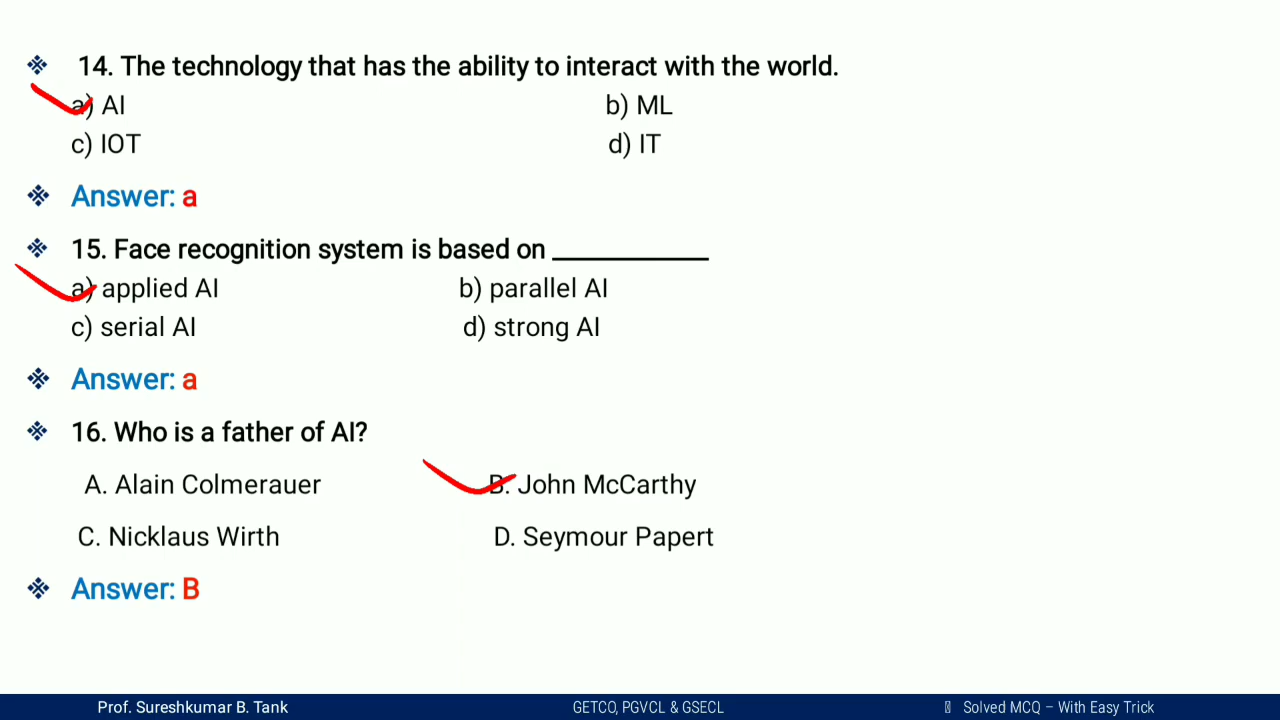 ❖ 14. The technology that has the ability to interact with the world.
a) AI b) ML
c) IOT d) IT
❖ Answer: a
❖ 15. Face recognition system is based on ____________
a) applied AI b) parallel AI
c) serial AI d) strong AI
❖ Answer: a
❖ 16. Who is a father of AI?
A. Alain Colmerauer B. John McCarthy
C. Nicklaus Wirth D. Seymour Papert
❖ Answer: B
Prof. Sureshkumar B. Tank GETCO, PGVCL & GSECL Solved MCQ – With Easy Trick